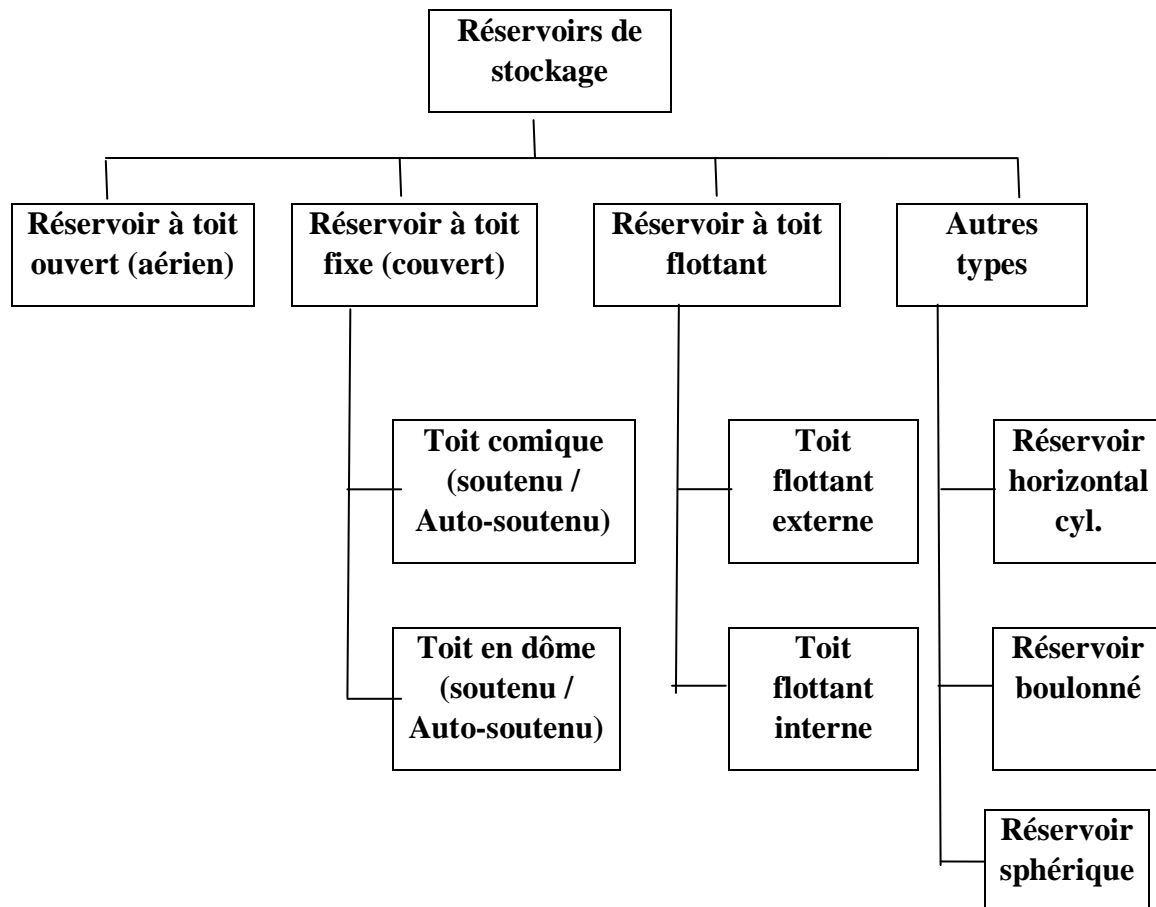 Réservoirs de
stockage
Réservoir à toit
ouvert (aérien)
Réservoir à toit
fixe (couvert)
Réservoir à toit
flottant
Autres
types
Toit comique
(soutenu /
Auto-soutenu)
Toit
flottant
externe
Réservoir
horizontal
cyl.
Toit en dôme
(soutenu /
Auto-soutenu)
Toit
flottant
interne
Réservoir
boulonné
Réservoir
sphérique